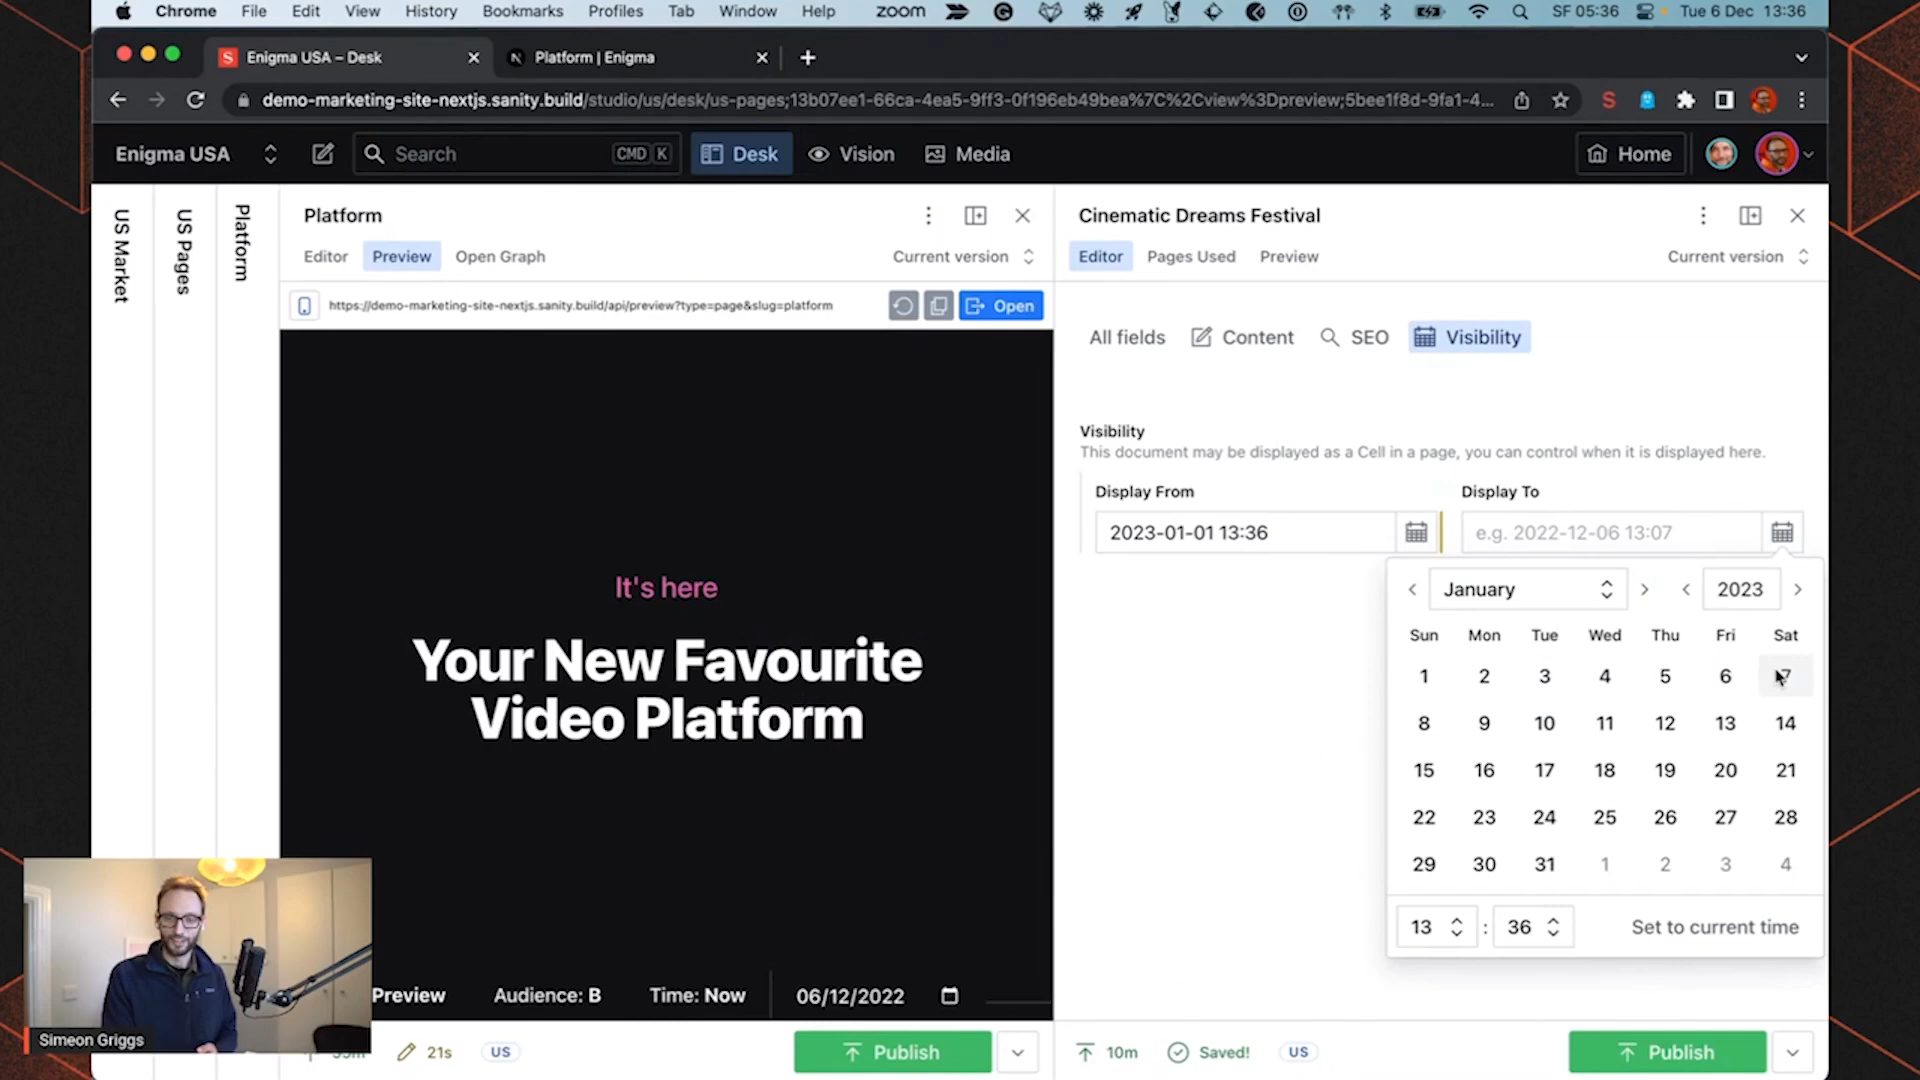 Chrome File Edit View History Bookmarks Profiles Tab Window Help zoom SF 05:36 Tue 6 Dec 13:36
Enigma USA – Desk
Platform | Enigma
demo-marketing-site-nextjs.sanity.build/studio/us/desk/us-pages;13b07ee1-66ca-4ea5-9ff3-0f196eb49bea%7C%2Cview%3Dpreview;5bee1f8d-9fa1-4...
Enigma USA
Search CMD K
Desk
Vision
Media
Home
US Market
US Pages
Platform
Platform
Editor Preview Open Graph Current version
https://demo-marketing-site-nextjs.sanity.build/api/preview?type=page&slug=platform
Open
It's here
Your New Favourite
Video Platform
Preview Audience: B Time: Now 06/12/2022
21s US Publish
Cinematic Dreams Festival
Editor Pages Used Preview Current version
All fields Content SEO Visibility
Visibility
This document may be displayed as a Cell in a page, you can control when it is displayed here.
Display From Display To
2023-01-01 13:36 e.g. 2022-12-06 13:07
January 2023
Sun Mon Tue Wed Thu Fri Sat
1 2 3 4 5 6 7
8 9 10 11 12 13 14
15 16 17 18 19 20 21
22 23 24 25 26 27 28
29 30 31 1 2 3 4
13 : 36 Set to current time
10m Saved! US Publish
Simeon Griggs